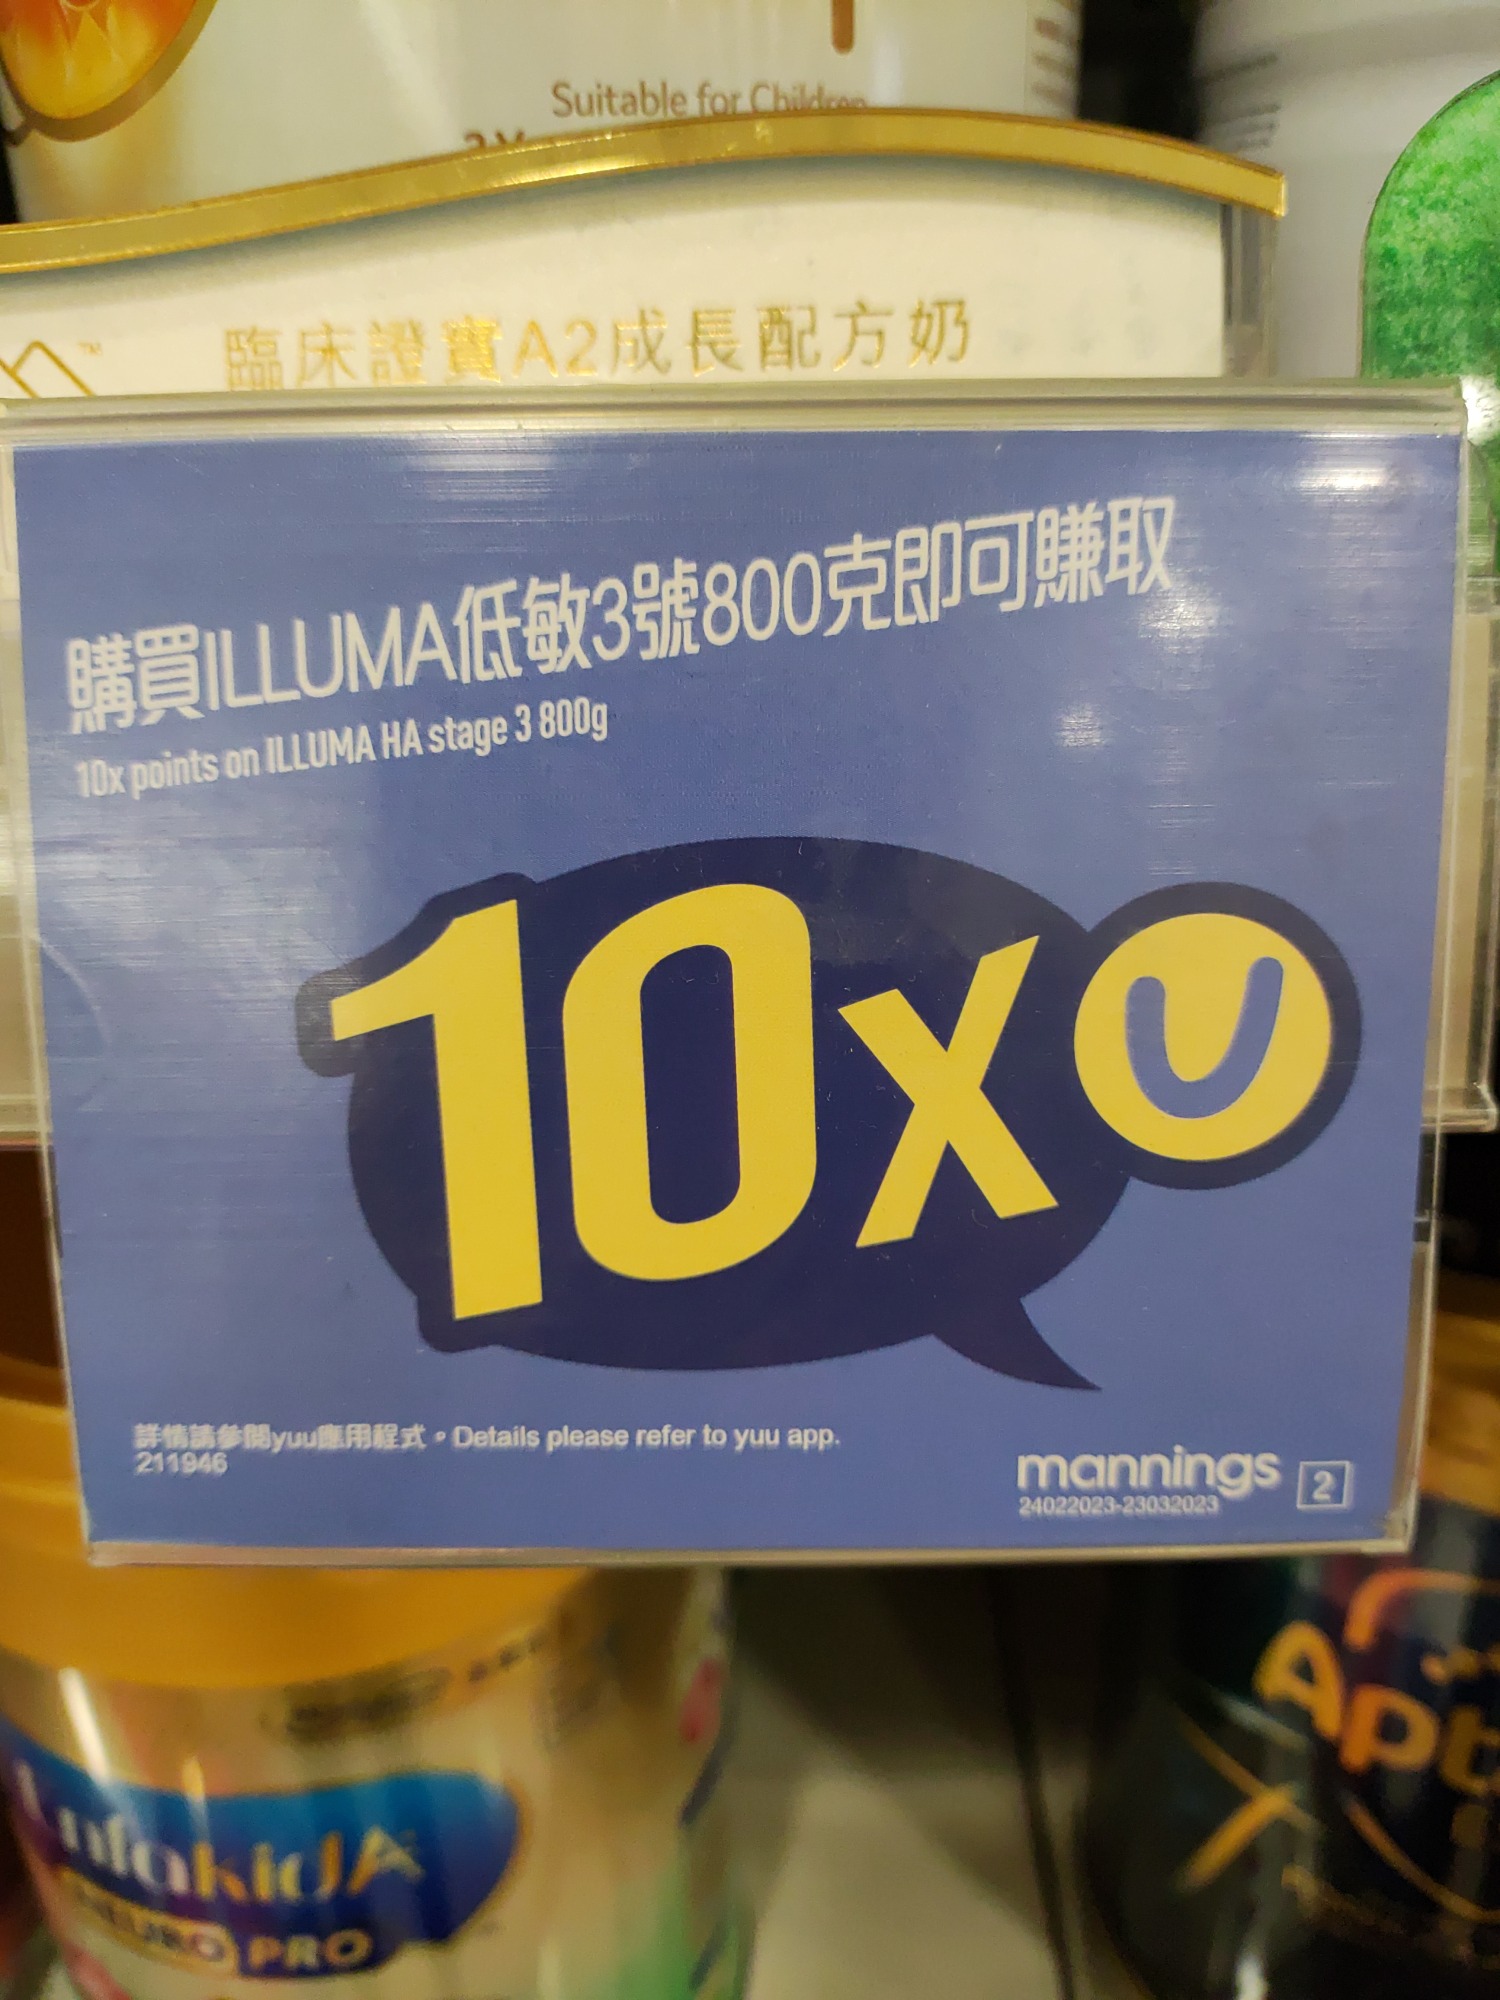 Suitable for Children
™
臨床證實A2成長配方奶
購買ILLUMA低敏3號800克即可賺取
10x points on ILLUMA HA stage 3 800g
10x U
詳情請參閱yuu應用程式。Details please refer to yuu app.
211946
mannings 2
24022023-23032023
EnfakidA
NEURO PRO